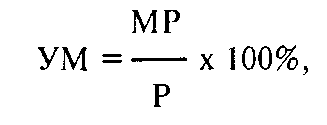 МР
УМ = —— х 100%,
Р